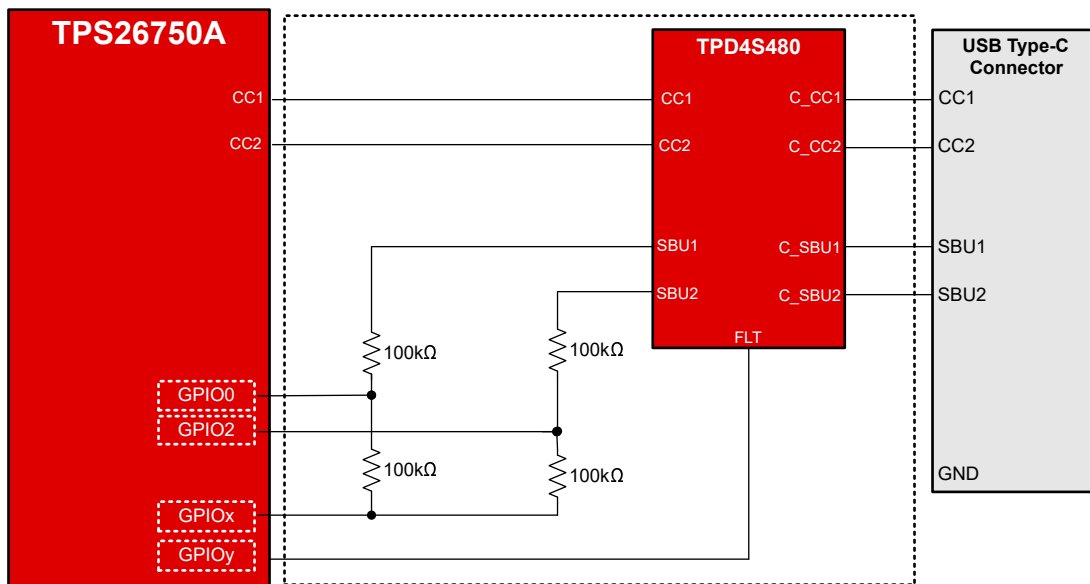 TPS26750A
CC1
CC2
GPIO0
GPIO2
GPIOx
GPIOy
100kΩ
100kΩ
100kΩ
100kΩ
TPD4S480
CC1
CC2
SBU1
SBU2
C_CC1
C_CC2
C_SBU1
C_SBU2
FLT
USB Type-C
Connector
CC1
CC2
SBU1
SBU2
GND